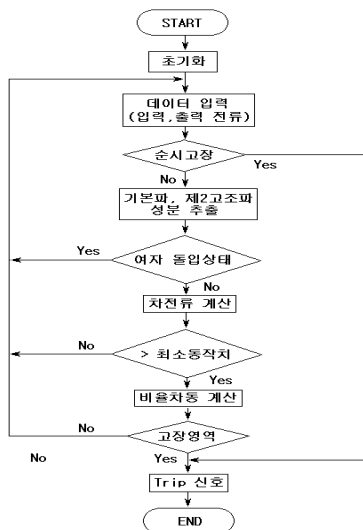 START
초기화
데이터 입력
(입력,출력 전류)
순시고장
Yes
No
기본파, 제2고조파
성분 추출
Yes
여자 돌입상태
No
차전류 계산
No
> 최소동작치
Yes
비율차동 계산
No
고장영역
No
Yes
Trip 신호
END